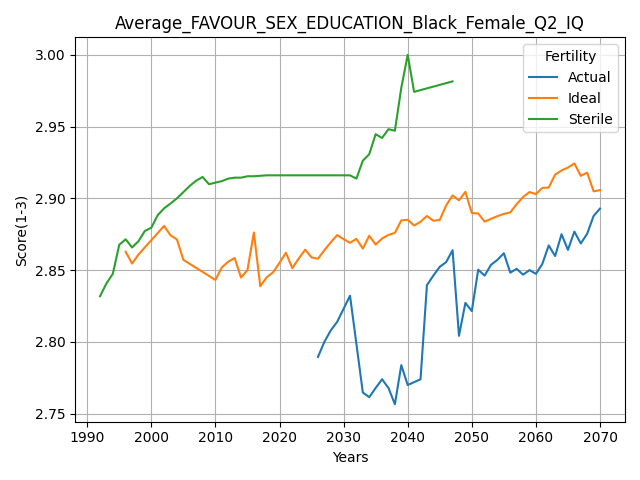 Average_FAVOUR_SEX_EDUCATION_Black_Female_Q2_IQ
Fertility
Actual
Ideal
Sterile
Score(1-3)
3.00
2.95
2.90
2.85
2.80
2.75
1990 2000 2010 2020 2030 2040 2050 2060 2070
Years